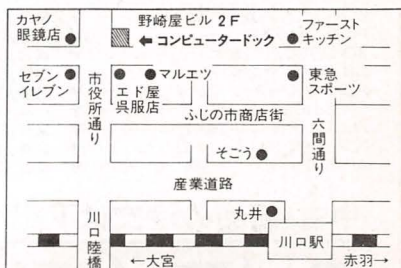 カヤノ
眼鏡店
野崎屋ビル 2F
←コンピュータードック
ファースト
キッチン
セブン
イレブン
市役所通り
マルエツ
エド屋
呉服店
東急
スポーツ
ふじの市商店街
六間通り
そごう
産業道路
丸井
川口陸橋
川口駅
←大宮
赤羽→